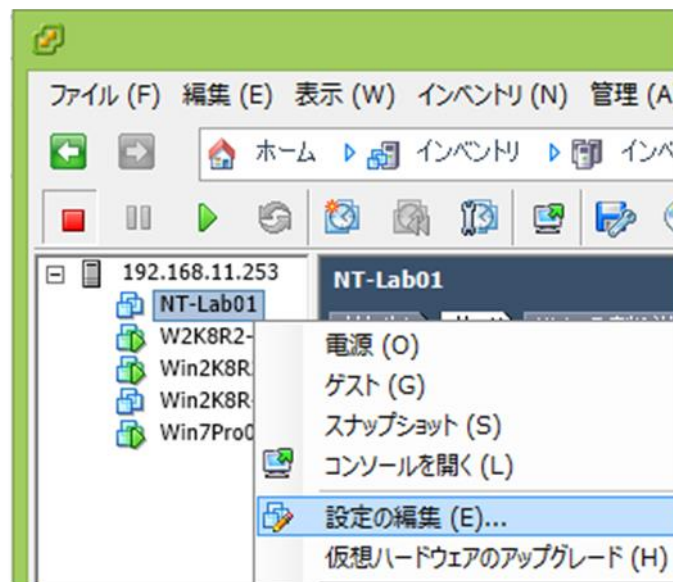 ファイル (F) 編集 (E) 表示 (W) インベントリ (N) 管理 (A
ホーム インベントリ インベ
192.168.11.253
NT-Lab01
NT-Lab01
W2K8R2-
Win2K8R
Win2K8R-
Win7Pro0
電源 (O)
ゲスト (G)
スナップショット (S)
コンソールを開く (L)
設定の編集 (E)...
仮想ハードウェアのアップグレード (H)